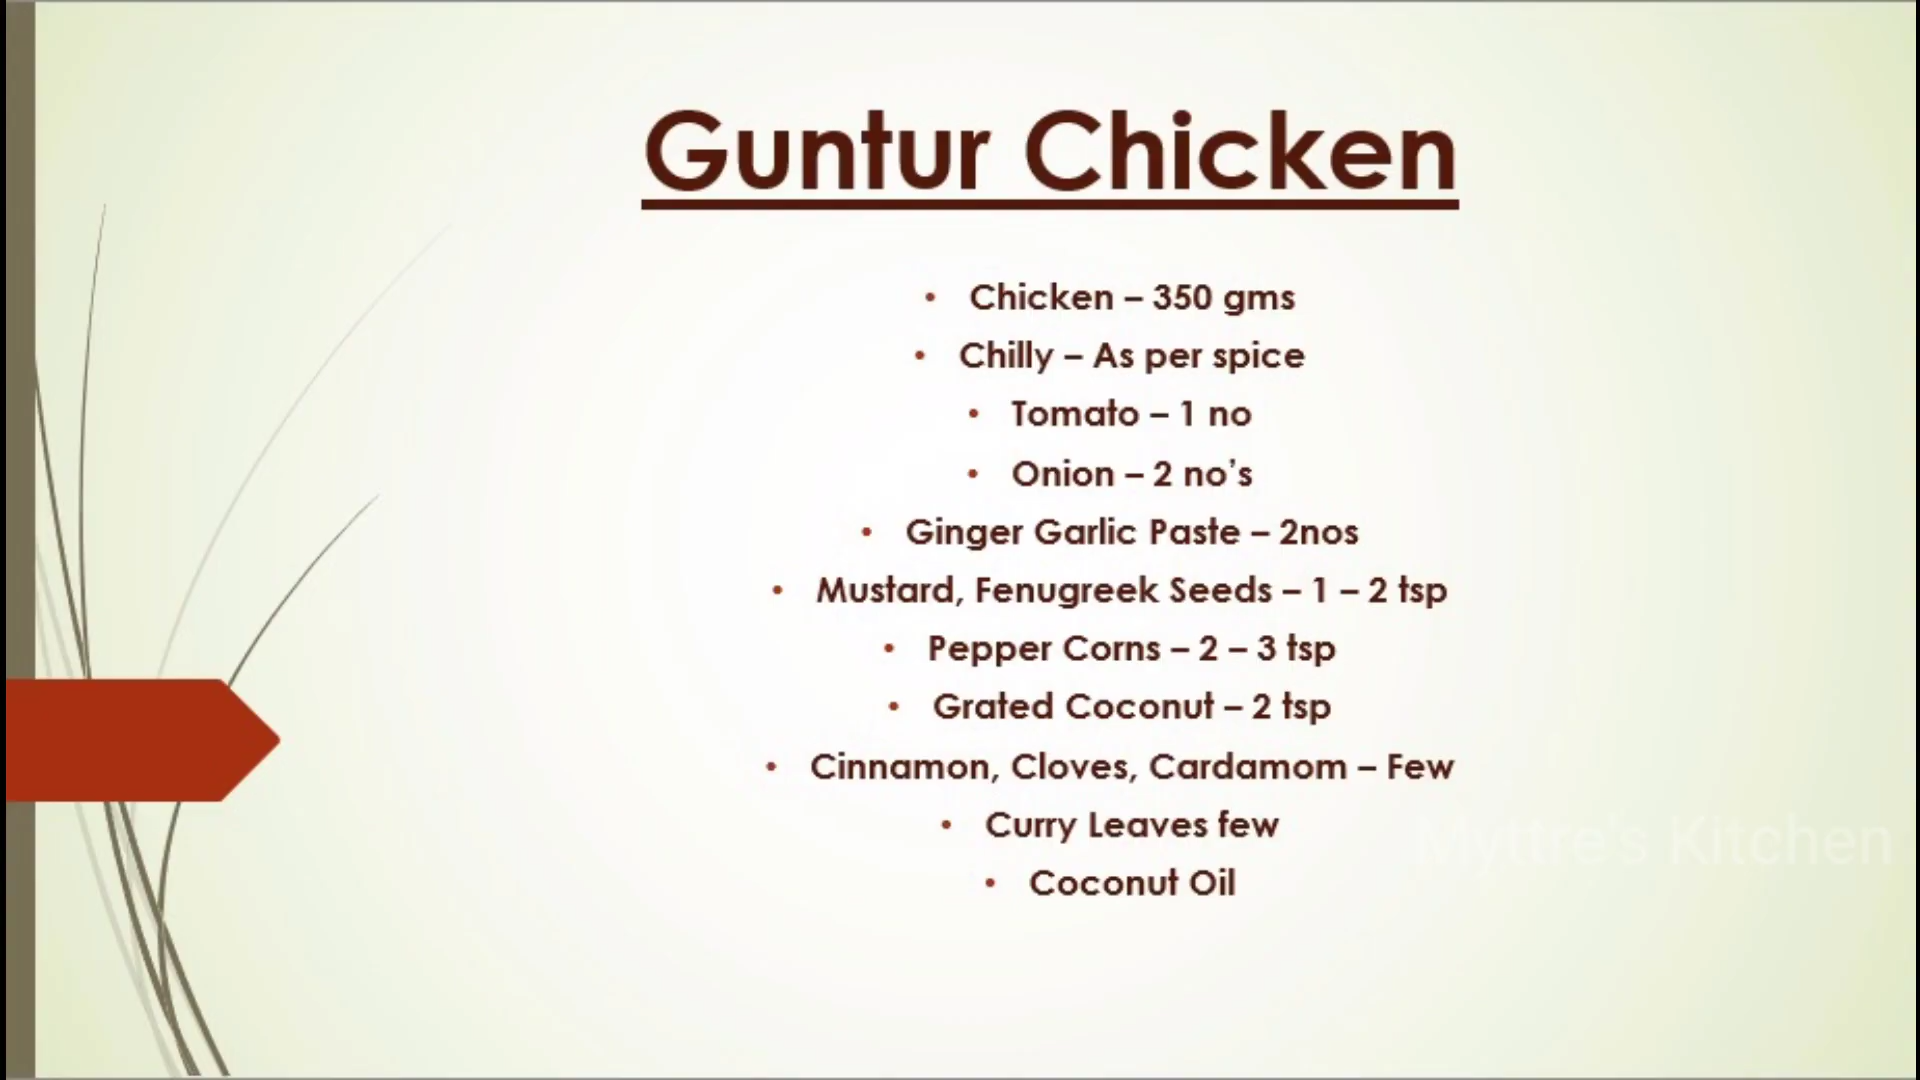 Guntur Chicken
• Chicken – 350 gms
• Chilly – As per spice
• Tomato – 1 no
• Onion – 2 no's
• Ginger Garlic Paste – 2nos
• Mustard, Fenugreek Seeds – 1 – 2 tsp
• Pepper Corns – 2 – 3 tsp
• Grated Coconut – 2 tsp
• Cinnamon, Cloves, Cardamom – Few
• Curry Leaves few
Myttre's Kitchen
• Coconut Oil